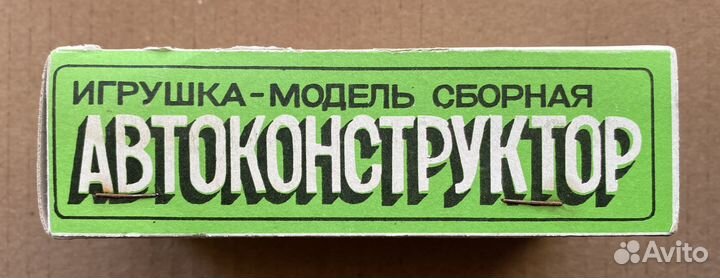 ИГРУШКА-МОДЕЛЬ СБОРНАЯ
АВТОКОНСТРУКТОР
Avito